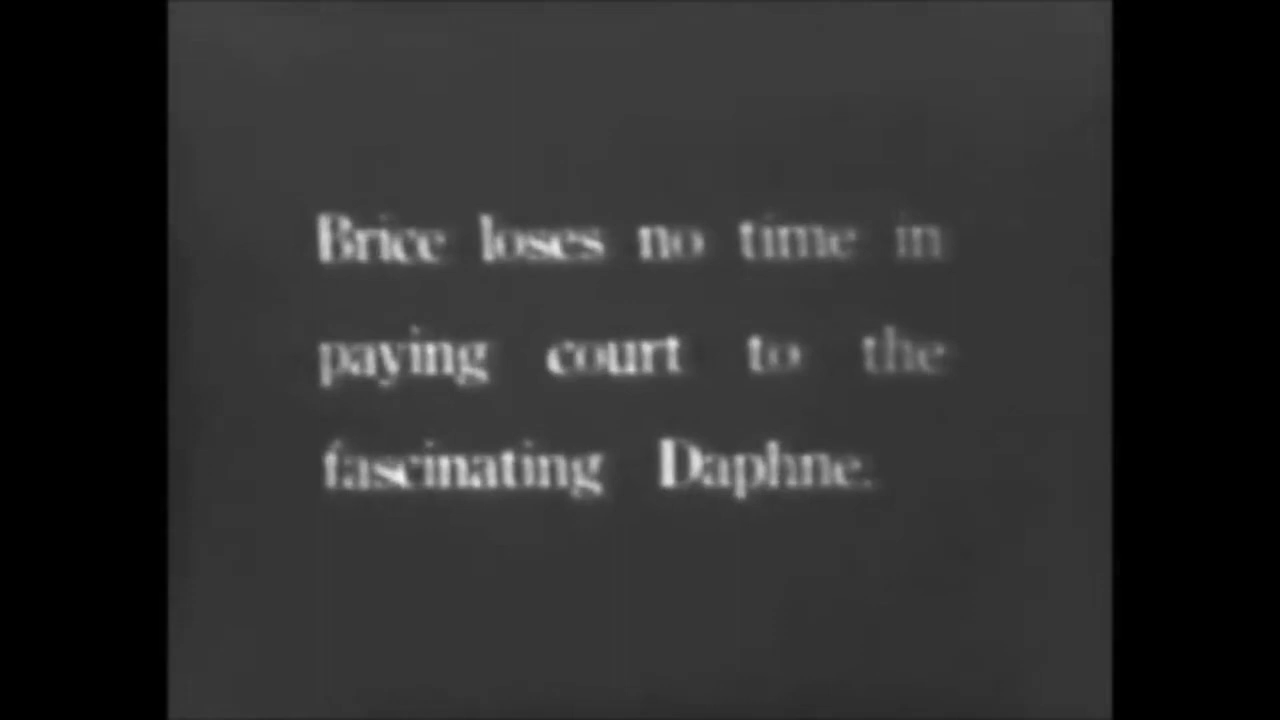 Brice loses no time in
paying court to the
fascinating Daphne.